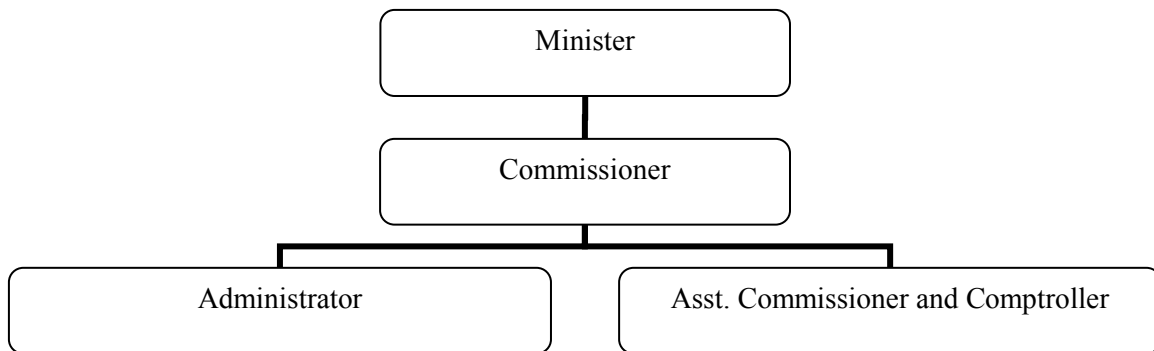 Minister
Commissioner
Administrator
Asst. Commissioner and Comptroller